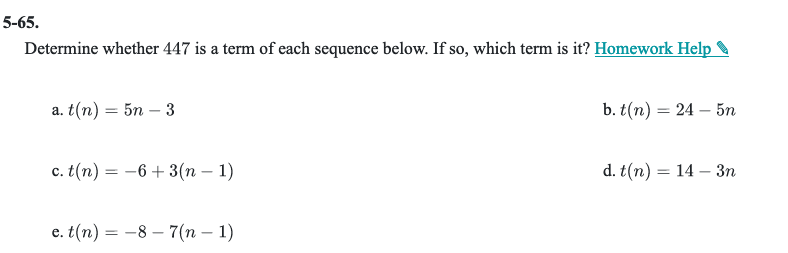 5-65.
Determine whether 447 is a term of each sequence below. If so, which term is it? Homework Help ✎
a. t(n) = 5n − 3
b. t(n) = 24 − 5n
c. t(n) = −6 + 3(n − 1)
d. t(n) = 14 − 3n
e. t(n) = −8 − 7(n − 1)